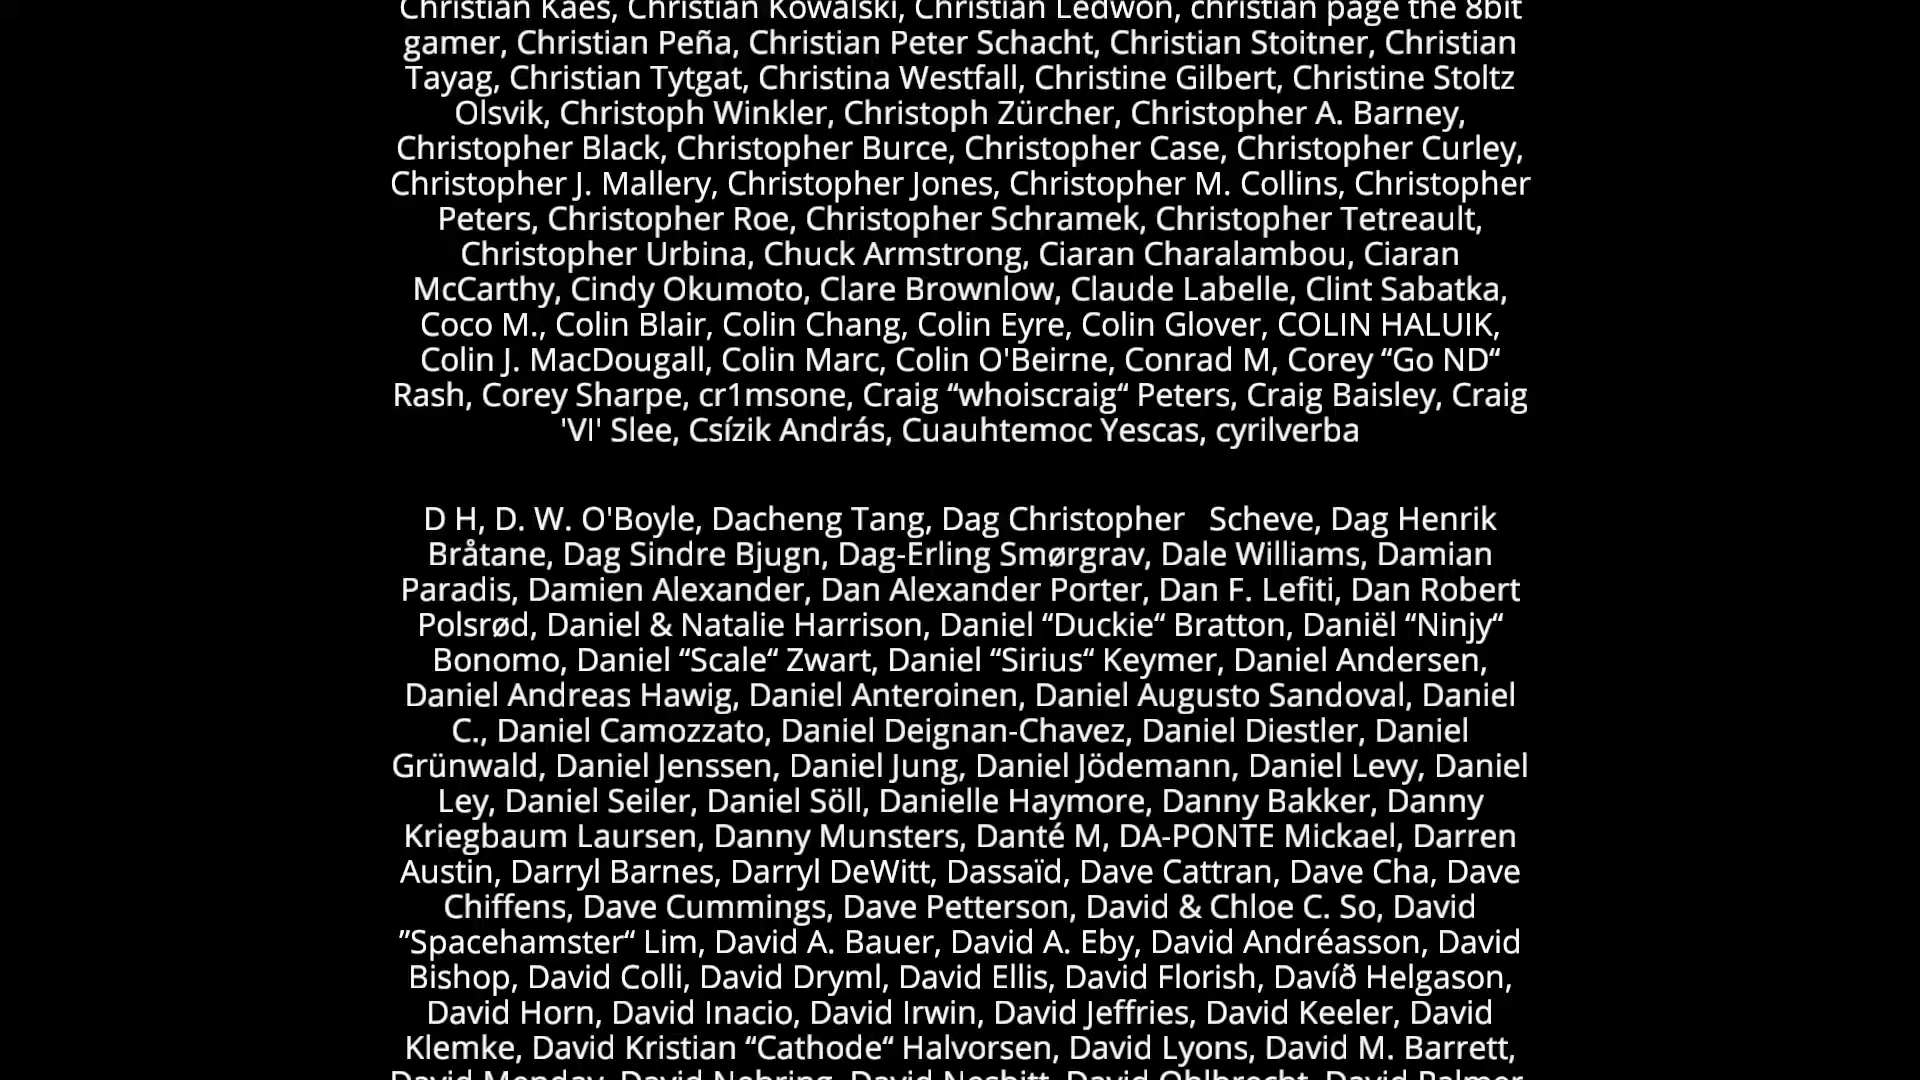 Christian Kaes, Christian Kowalski, Christian Ledwon, christian page the 8bit
gamer, Christian Peña, Christian Peter Schacht, Christian Stoitner, Christian
Tayag, Christian Tytgat, Christina Westfall, Christine Gilbert, Christine Stoltz
Olsvik, Christoph Winkler, Christoph Zürcher, Christopher A. Barney,
Christopher Black, Christopher Burce, Christopher Case, Christopher Curley,
Christopher J. Mallery, Christopher Jones, Christopher M. Collins, Christopher
Peters, Christopher Roe, Christopher Schramek, Christopher Tetreault,
Christopher Urbina, Chuck Armstrong, Ciaran Charalambou, Ciaran
McCarthy, Cindy Okumoto, Clare Brownlow, Claude Labelle, Clint Sabatka,
Coco M., Colin Blair, Colin Chang, Colin Eyre, Colin Glover, COLIN HALUIK,
Colin J. MacDougall, Colin Marc, Colin O'Beirne, Conrad M, Corey “Go ND“
Rash, Corey Sharpe, cr1msone, Craig “whoiscraig“ Peters, Craig Baisley, Craig
'VI' Slee, Csízik András, Cuauhtemoc Yescas, cyrilverba
D H, D. W. O'Boyle, Dacheng Tang, Dag Christopher   Scheve, Dag Henrik
Bråtane, Dag Sindre Bjugn, Dag-Erling Smørgrav, Dale Williams, Damian
Paradis, Damien Alexander, Dan Alexander Porter, Dan F. Lefiti, Dan Robert
Polsrød, Daniel & Natalie Harrison, Daniel “Duckie“ Bratton, Daniël “Ninjy“
Bonomo, Daniel “Scale“ Zwart, Daniel “Sirius“ Keymer, Daniel Andersen,
Daniel Andreas Hawig, Daniel Anteroinen, Daniel Augusto Sandoval, Daniel
C., Daniel Camozzato, Daniel Deignan-Chavez, Daniel Diestler, Daniel
Grünwald, Daniel Jenssen, Daniel Jung, Daniel Jödemann, Daniel Levy, Daniel
Ley, Daniel Seiler, Daniel Söll, Danielle Haymore, Danny Bakker, Danny
Kriegbaum Laursen, Danny Munsters, Danté M, DA-PONTE Mickael, Darren
Austin, Darryl Barnes, Darryl DeWitt, Dassaïd, Dave Cattran, Dave Cha, Dave
Chiffens, Dave Cummings, Dave Petterson, David & Chloe C. So, David
”Spacehamster“ Lim, David A. Bauer, David A. Eby, David Andréasson, David
Bishop, David Colli, David Dryml, David Ellis, David Florish, Davíð Helgason,
David Horn, David Inacio, David Irwin, David Jeffries, David Keeler, David
Klemke, David Kristian “Cathode“ Halvorsen, David Lyons, David M. Barrett,
David Menday, David Nehring, David Nesbitt, David Ohlbrecht, David Palmer